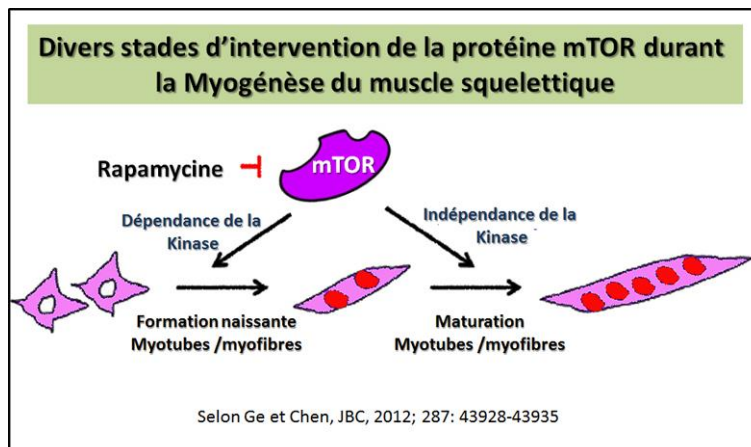 Divers stades d'intervention de la protéine mTOR durant
la Myogénèse du muscle squelettique
Rapamycine
mTOR
Dépendance de la
Kinase
Indépendance de la
Kinase
Formation naissante
Myotubes /myofibres
Maturation
Myotubes /myofibres
Selon Ge et Chen, JBC, 2012; 287: 43928-43935